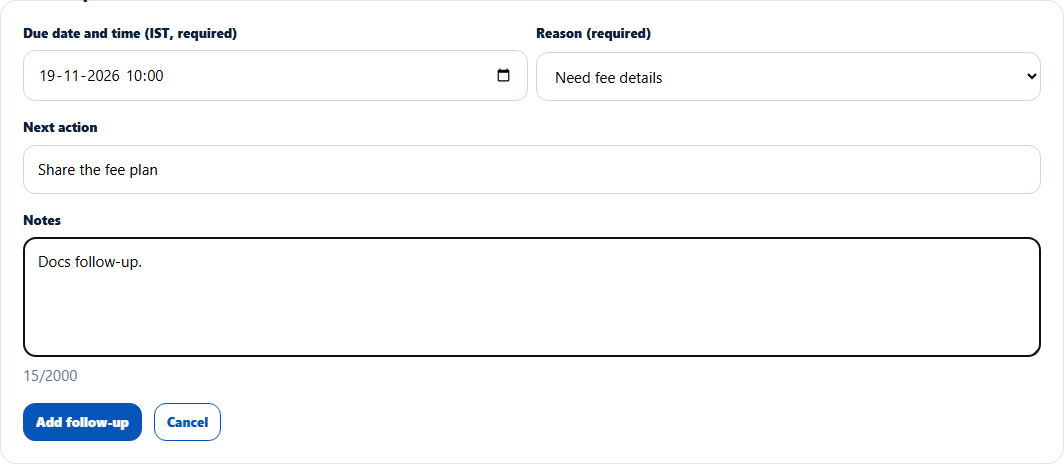 Due date and time (IST, required)
Reason (required)
19-11-2026 10:00
Need fee details
Next action
Share the fee plan
Notes
Docs follow-up.
15/2000
Add follow-up
Cancel